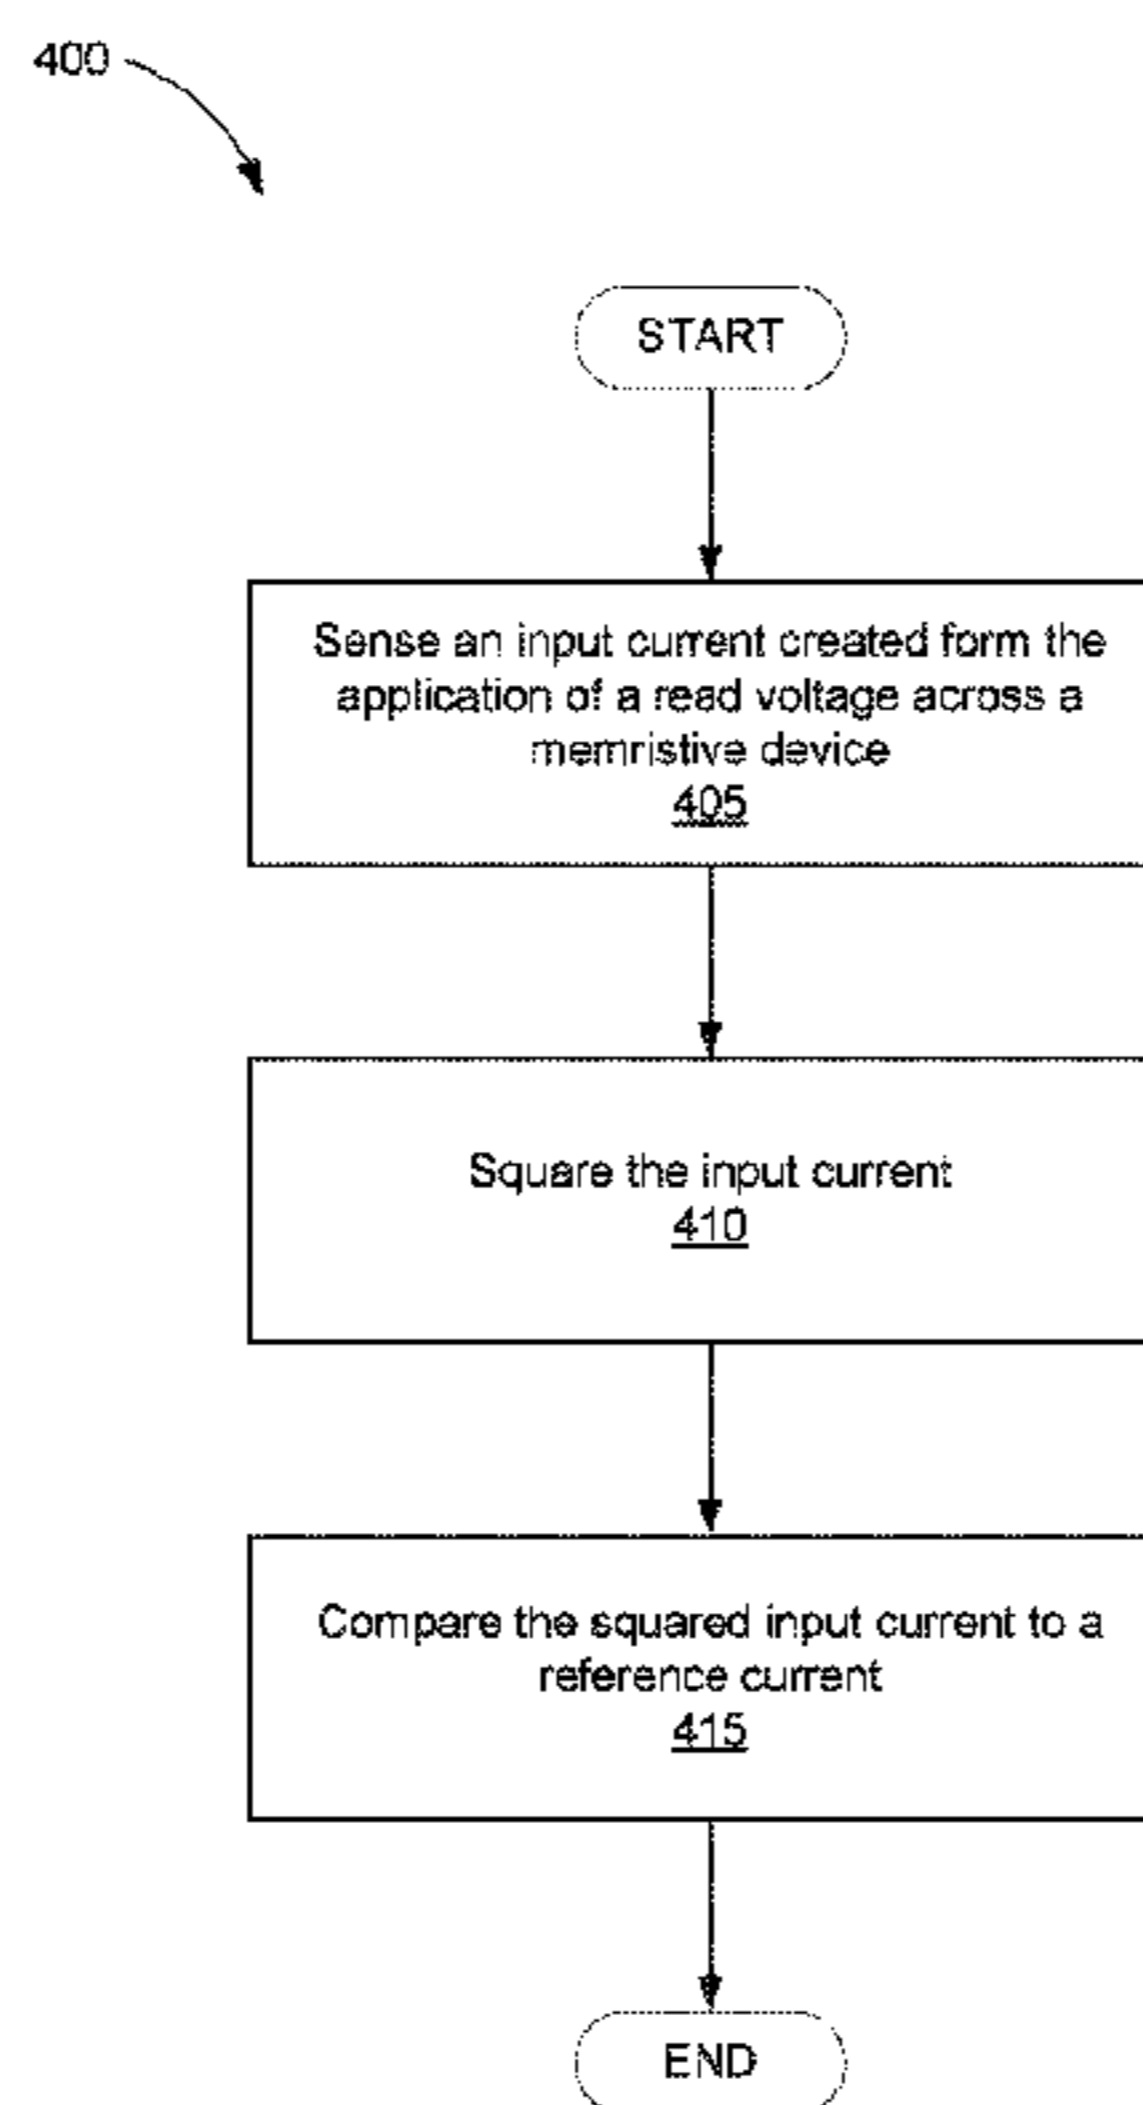 400
START
Sense an input current created form the
application of a read voltage across a
memristive device
405
Square the input current
410
Compare the squared input current to a
reference current
415
END